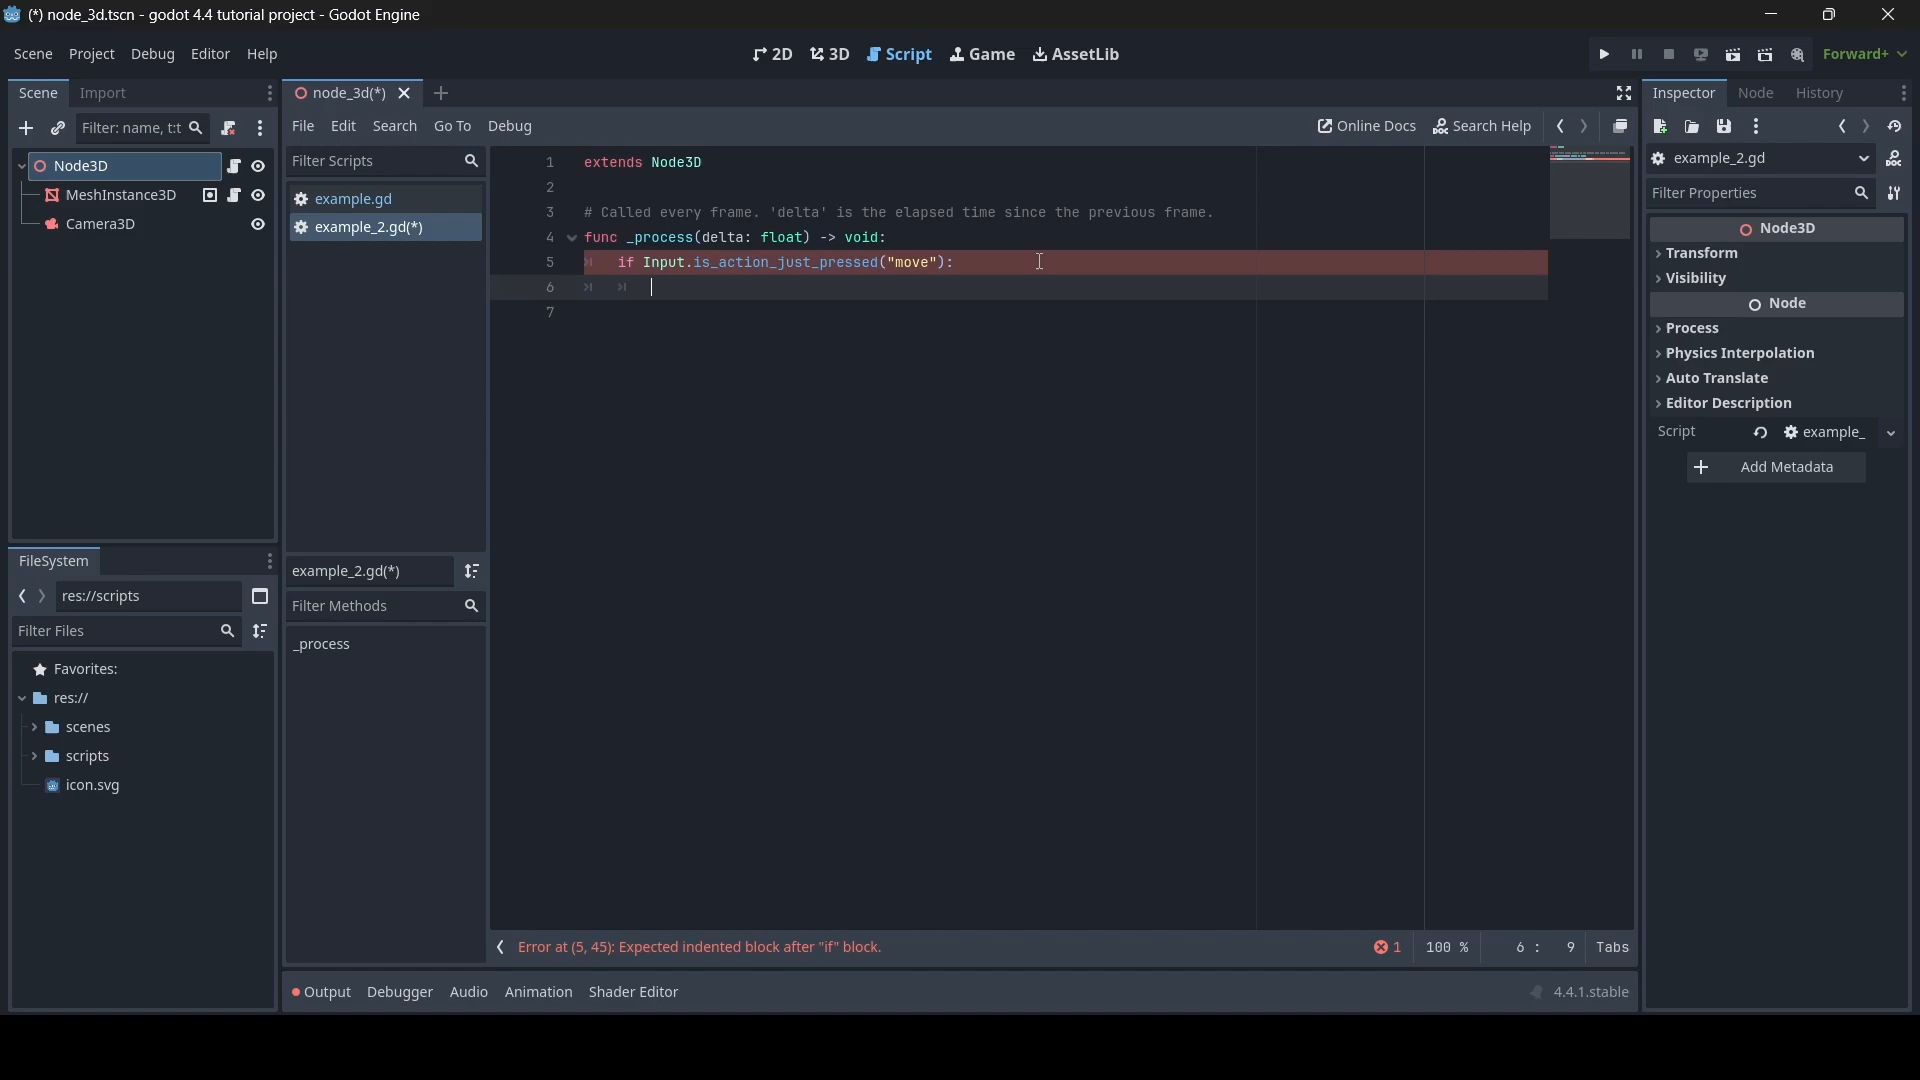 (*) node_3d.tscn - godot 4.4 tutorial project - Godot Engine
Scene Project Debug Editor Help
2D 3D Script Game AssetLib
Forward+
Scene Import
Filter: name, t:t
Node3D
MeshInstance3D
Camera3D
FileSystem
res://scripts
Filter Files
Favorites:
res://
scenes
scripts
icon.svg
node_3d(*)
File Edit Search Go To Debug
Online Docs Search Help
Filter Scripts
example.gd
example_2.gd(*)
example_2.gd(*)
Filter Methods
_process
1 extends Node3D
2
3 # Called every frame. 'delta' is the elapsed time since the previous frame.
4 func _process(delta: float) -> void:
5 if Input.is_action_just_pressed("move"):
6
7
Error at (5, 45): Expected indented block after "if" block.
1 100 % 6 : 9 Tabs
Output Debugger Audio Animation Shader Editor
4.4.1.stable
Inspector Node History
example_2.gd
Filter Properties
Node3D
Transform
Visibility
Node
Process
Physics Interpolation
Auto Translate
Editor Description
Script example_
Add Metadata